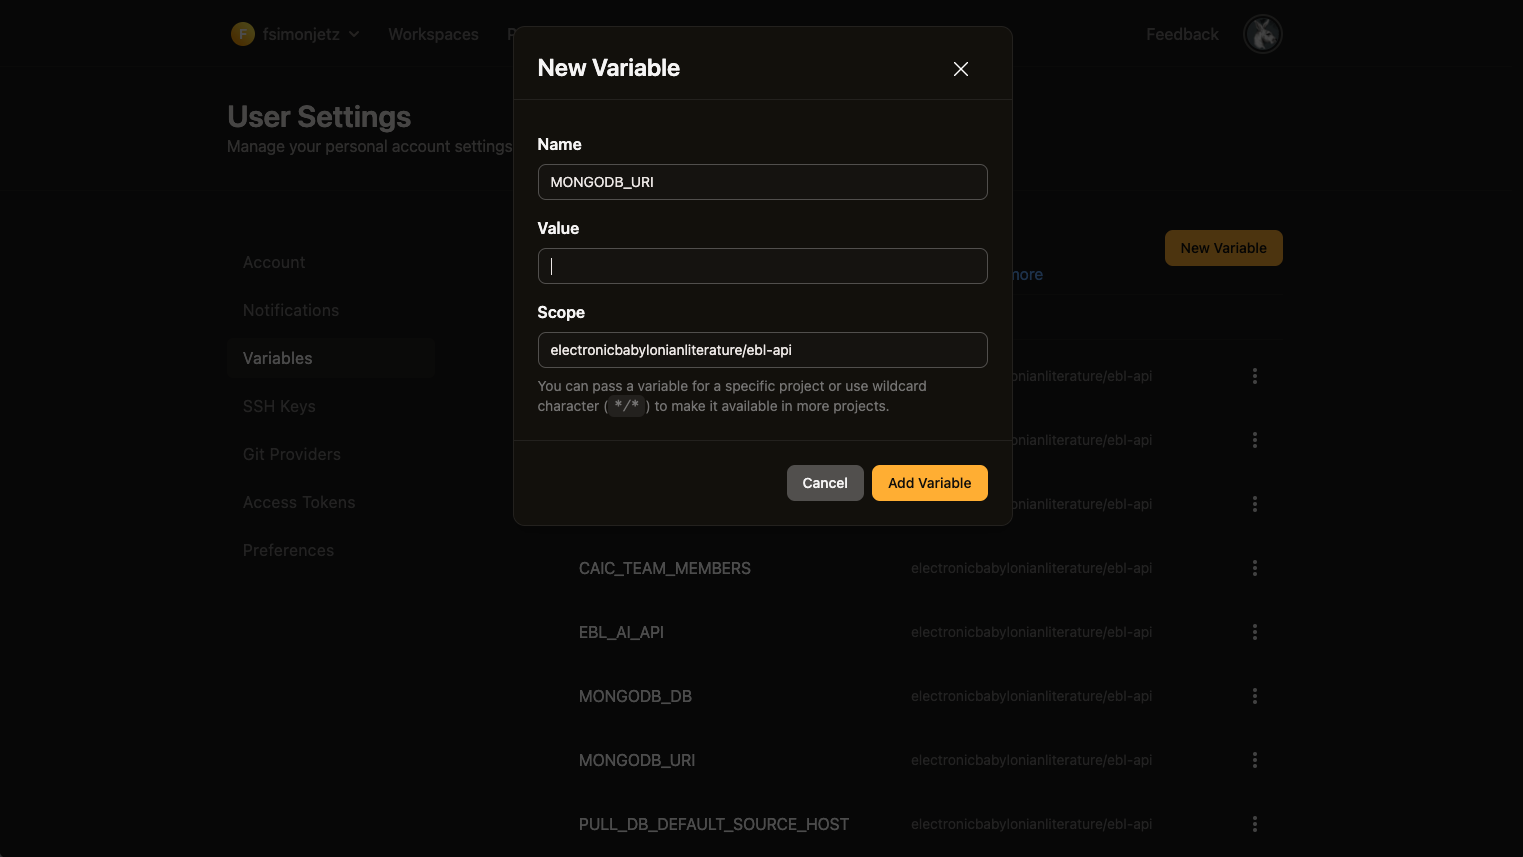 F fsimonjetz Workspaces Feedback
New Variable
User Settings
Manage your personal account settings
Name
MONGODB_URI
Value
Scope
electronicbabylonianliterature/ebl-api
You can pass a variable for a specific project or use wildcard
character ( */* ) to make it available in more projects.
Cancel Add Variable
New Variable
more
Account
Notifications
Variables
SSH Keys
Git Providers
Access Tokens
Preferences
onianliterature/ebl-api
onianliterature/ebl-api
onianliterature/ebl-api
CAIC_TEAM_MEMBERS electronicbabylonianliterature/ebl-api
EBL_AI_API electronicbabylonianliterature/ebl-api
MONGODB_DB electronicbabylonianliterature/ebl-api
MONGODB_URI electronicbabylonianliterature/ebl-api
PULL_DB_DEFAULT_SOURCE_HOST electronicbabylonianliterature/ebl-api